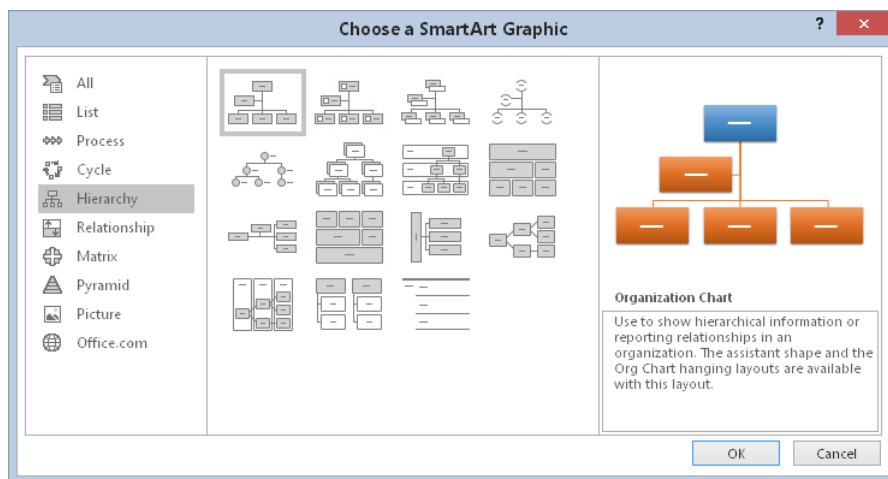 Choose a SmartArt Graphic
?
All
List
Process
Cycle
Hierarchy
Relationship
Matrix
Pyramid
Picture
Office.com
Organization Chart
Use to show hierarchical information or
reporting relationships in an
organization. The assistant shape and the
Org Chart hanging layouts are available
with this layout.
OK
Cancel